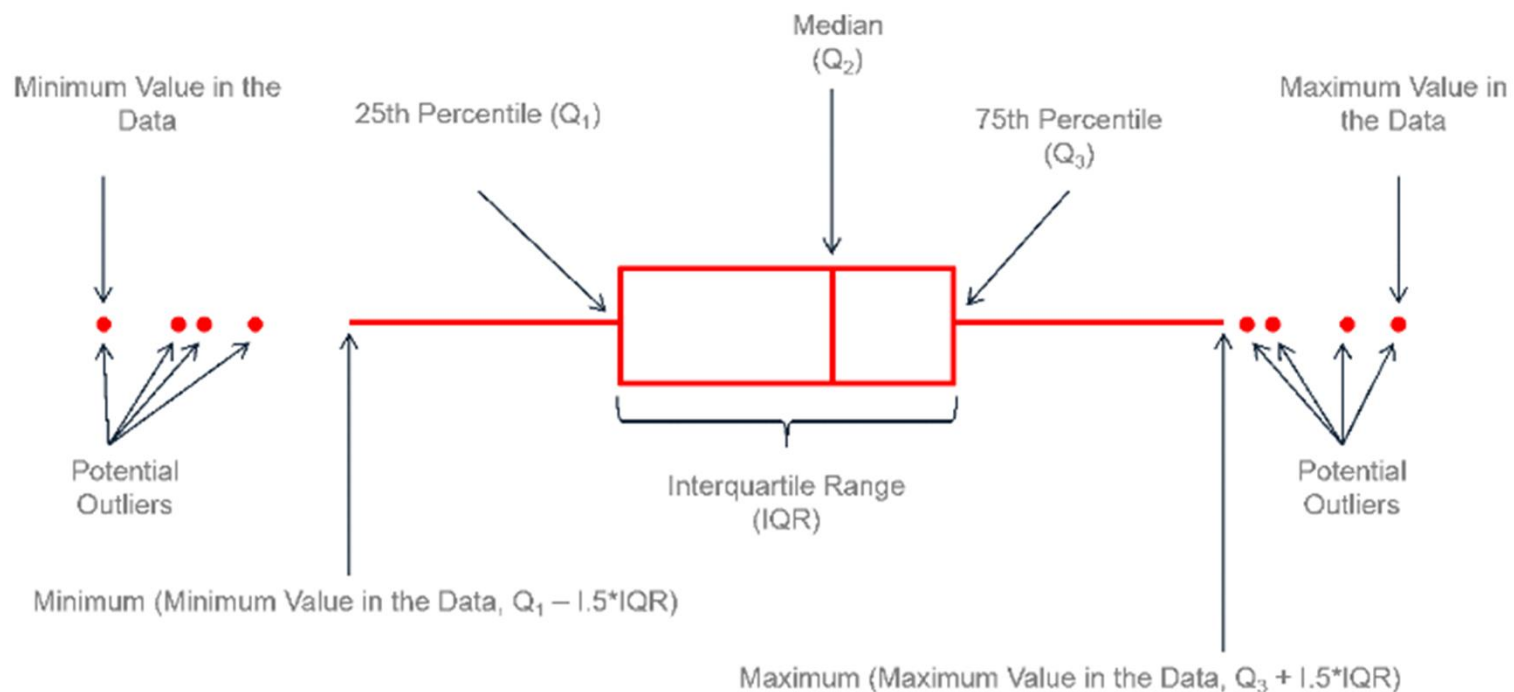 Median
(Q₂)
Minimum Value in the
Data
25th Percentile (Q₁)
75th Percentile
(Q₃)
Maximum Value in
the Data
Potential
Outliers
Interquartile Range
(IQR)
Potential
Outliers
Minimum (Minimum Value in the Data, Q₁ – I.5*IQR)
Maximum (Maximum Value in the Data, Q₃ + I.5*IQR)